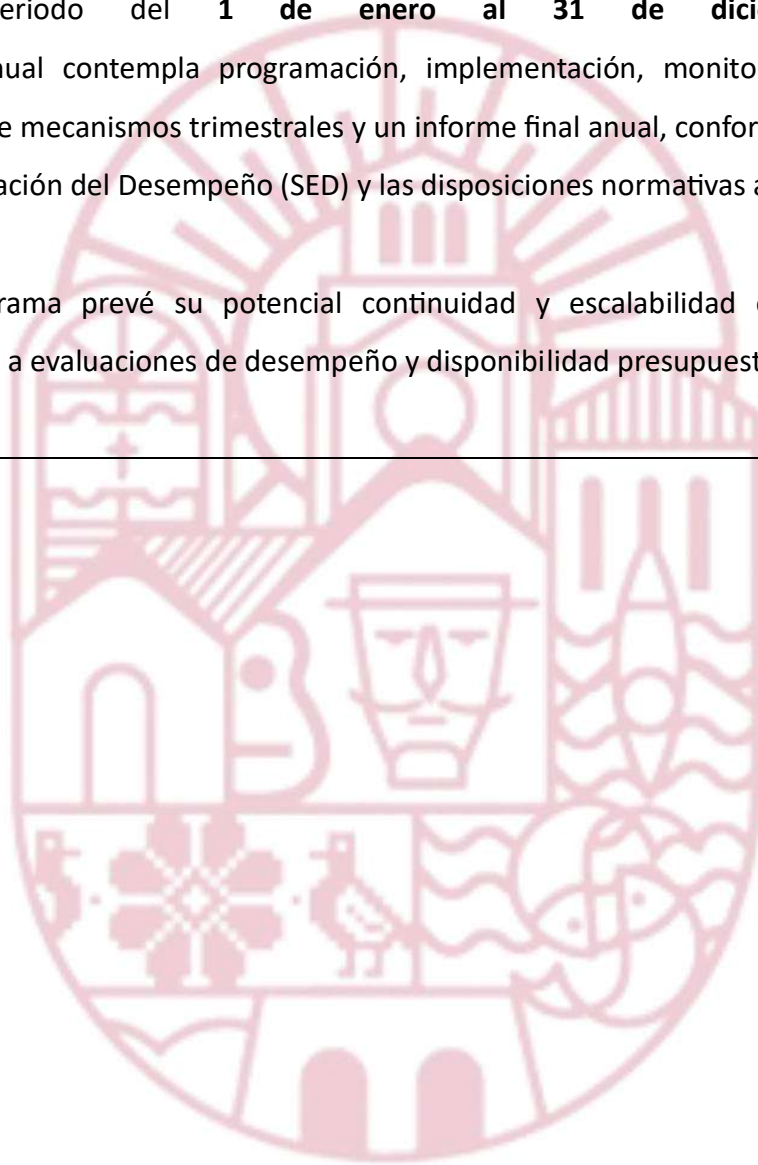 eriodo del 1 de enero al 31 de dici
nual contempla programación, implementación, monito
e mecanismos trimestrales y un informe final anual, confor
ación del Desempeño (SED) y las disposiciones normativas a
rama prevé su potencial continuidad y escalabilidad
a evaluaciones de desempeño y disponibilidad presupuest